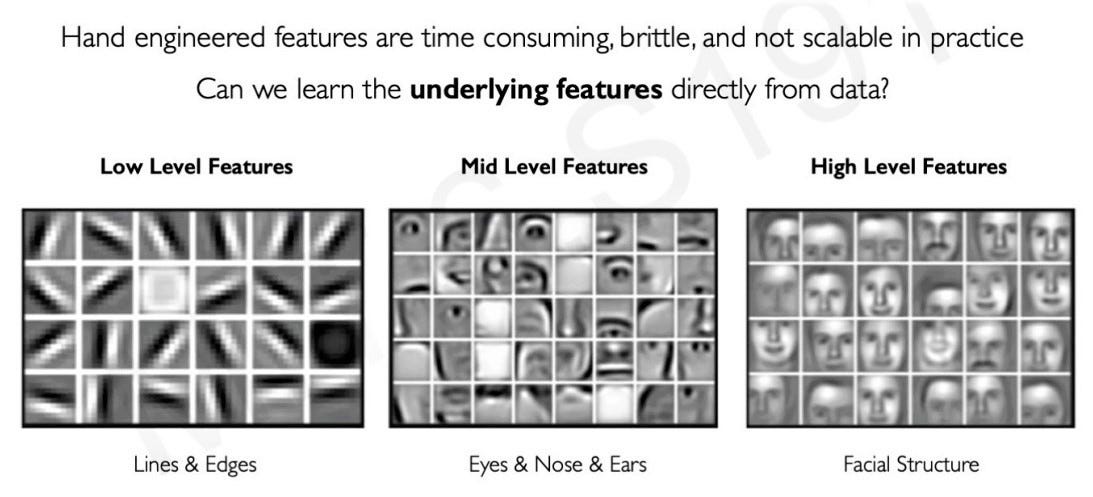 Hand engineered features are time consuming, brittle, and not scalable in practice
Can we learn the underlying features directly from data?
Low Level Features
Mid Level Features
High Level Features
Lines & Edges
Eyes & Nose & Ears
Facial Structure